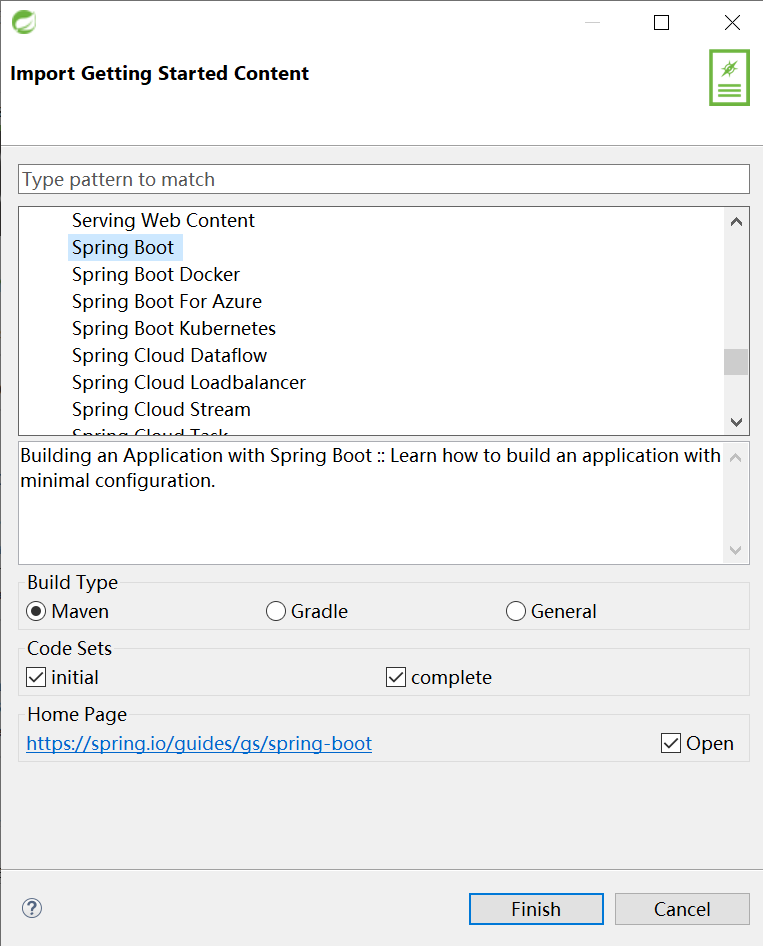 Import Getting Started Content
Type pattern to match
Serving Web Content
Spring Boot
Spring Boot Docker
Spring Boot For Azure
Spring Boot Kubernetes
Spring Cloud Dataflow
Spring Cloud Loadbalancer
Spring Cloud Stream
Spring Cloud Task
Building an Application with Spring Boot :: Learn how to build an application with
minimal configuration.
Build Type
Maven Gradle General
Code Sets
initial complete
Home Page
https://spring.io/guides/gs/spring-boot Open
Finish Cancel